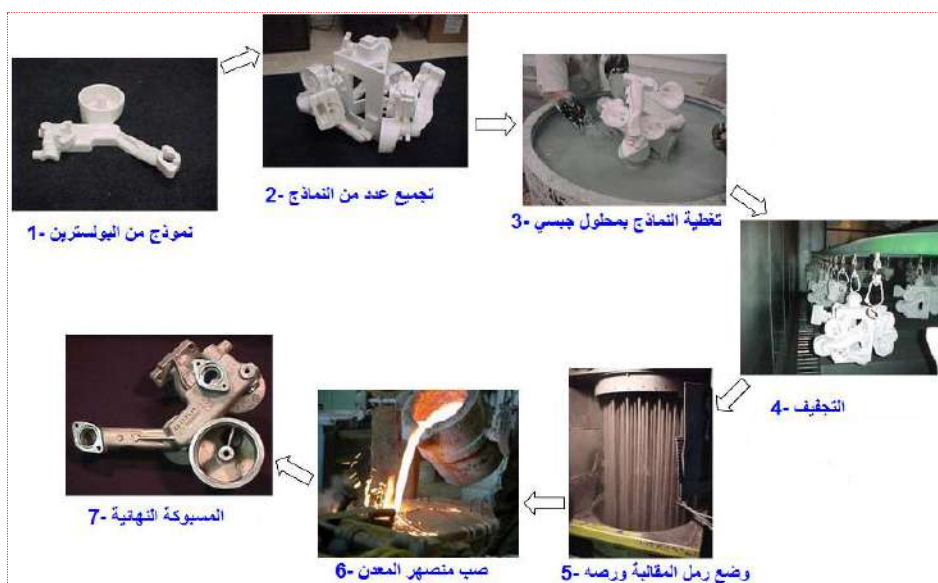 1- نموذج من البولسترين
2- تجميع عدد من النماذج
3- تغطية النماذج بمحلول جبسي
4- التجفيف
5- وضع رمل المقالبة ورصه
6- صب منصهر المعدن
7- المسبوكة النهائية